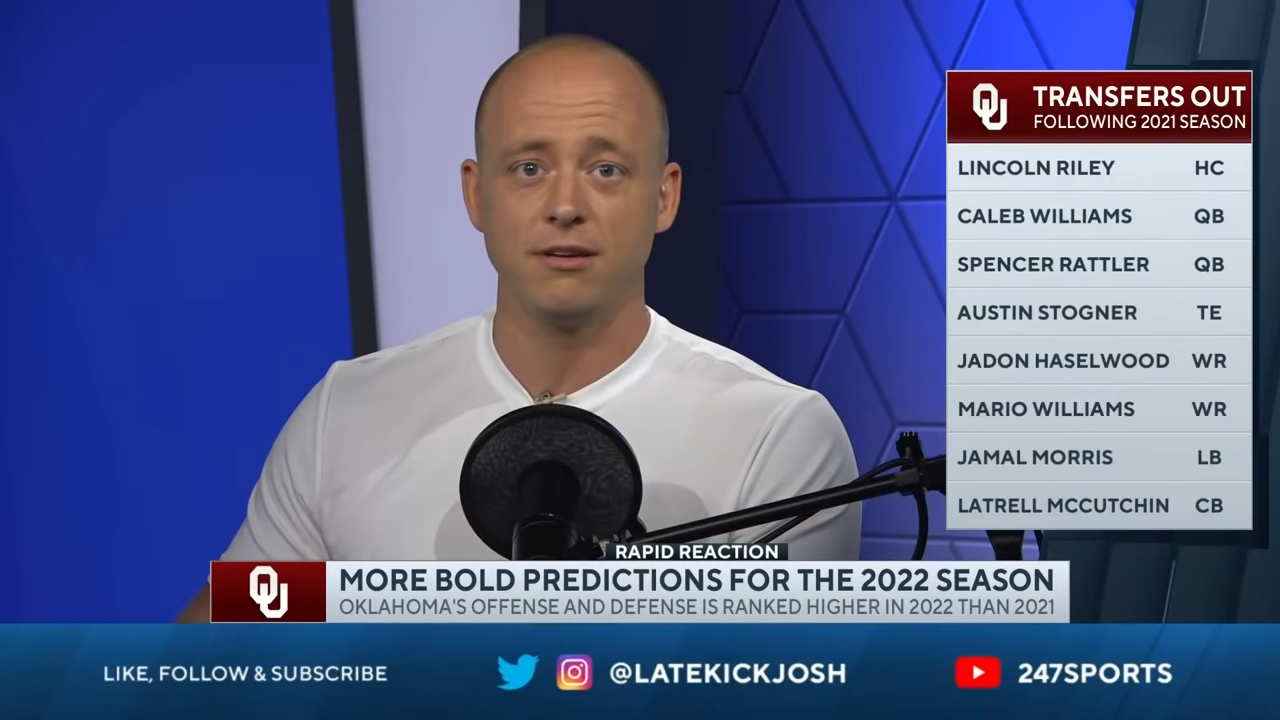 OU TRANSFERS OUT
FOLLOWING 2021 SEASON
LINCOLN RILEY HC
CALEB WILLIAMS QB
SPENCER RATTLER QB
AUSTIN STOGNER TE
JADON HASELWOOD WR
MARIO WILLIAMS WR
JAMAL MORRIS LB
LATRELL MCCUTCHIN CB
RAPID REACTION
OU MORE BOLD PREDICTIONS FOR THE 2022 SEASON
OKLAHOMA'S OFFENSE AND DEFENSE IS RANKED HIGHER IN 2022 THAN 2021
LIKE, FOLLOW & SUBSCRIBE @LATEKICKJOSH 247SPORTS